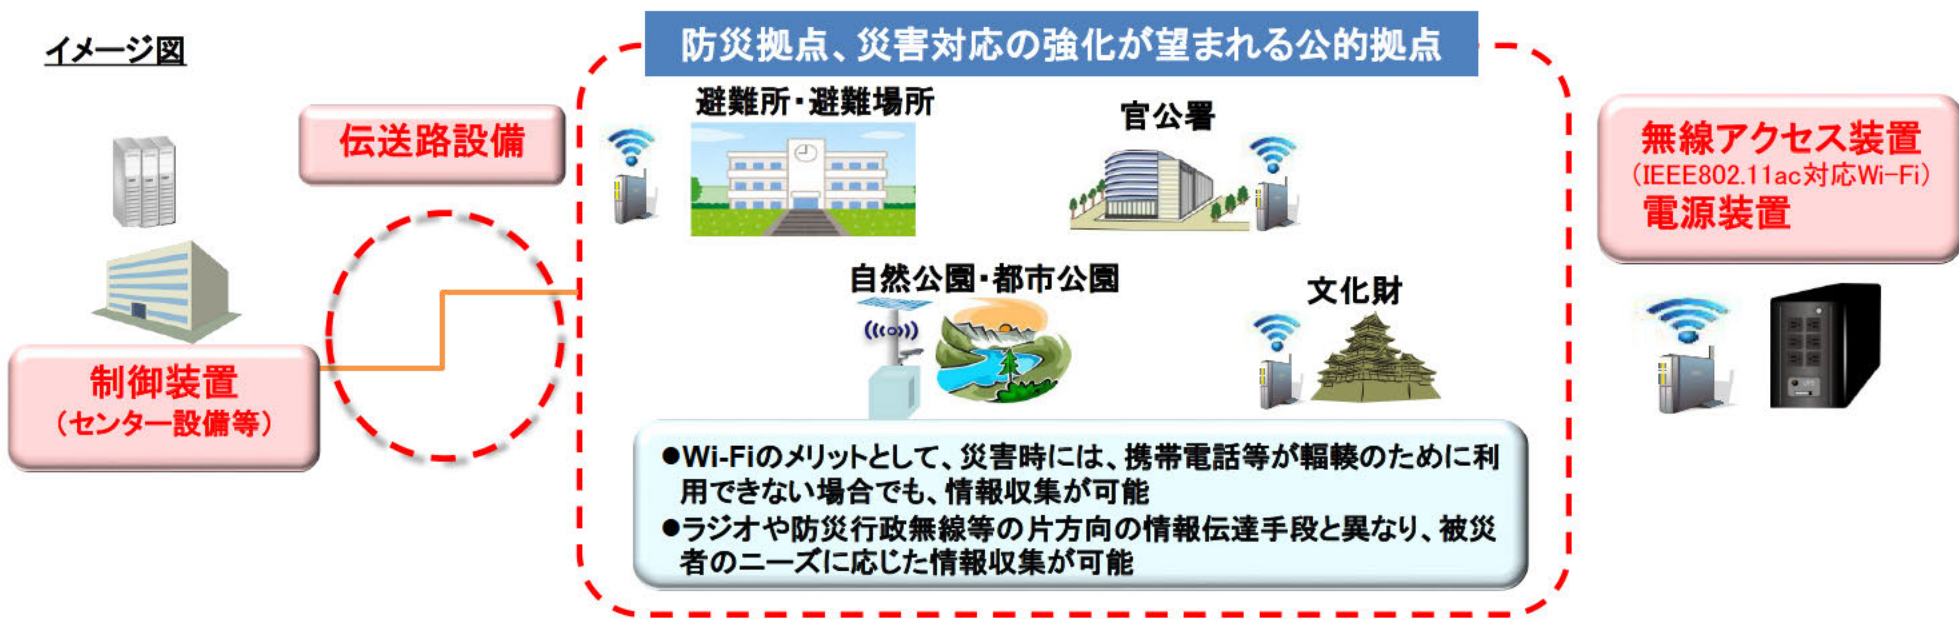 イメージ図
防災拠点、災害対応の強化が望まれる公的拠点
伝送路設備
避難所・避難場所
官公署
無線アクセス装置
（IEEE802.11ac対応Wi-Fi）
電源装置
自然公園・都市公園
文化財
制御装置
（センター設備等）
●Wi-Fiのメリットとして、災害時には、携帯電話等が輻輳のために利
用できない場合でも、情報収集が可能
●ラジオや防災行政無線等の片方向の情報伝達手段と異なり、被災
者のニーズに応じた情報収集が可能